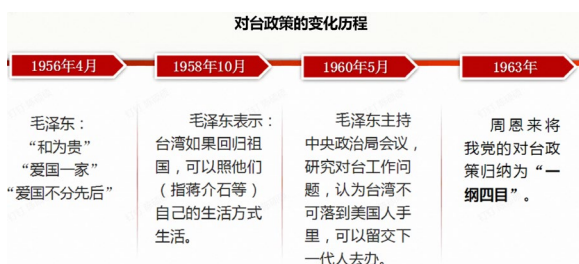 对台政策的变化历程
1956年4月
1958年10月
1960年5月
1963年
毛泽东：
“和为贵”
“爱国一家”
“爱国不分先后”
毛泽东表示：
台湾如果回归祖
国，可以照他们
（指蒋介石等）
自己的生活方式
生活。
毛泽东主持
中央政治局会议，
研究对台工作问
题，认为台湾不
可落到美国人手
里，可以留交下
一代人去办。
周恩来将
我党的对台政
策归纳为“一
纲四目”。